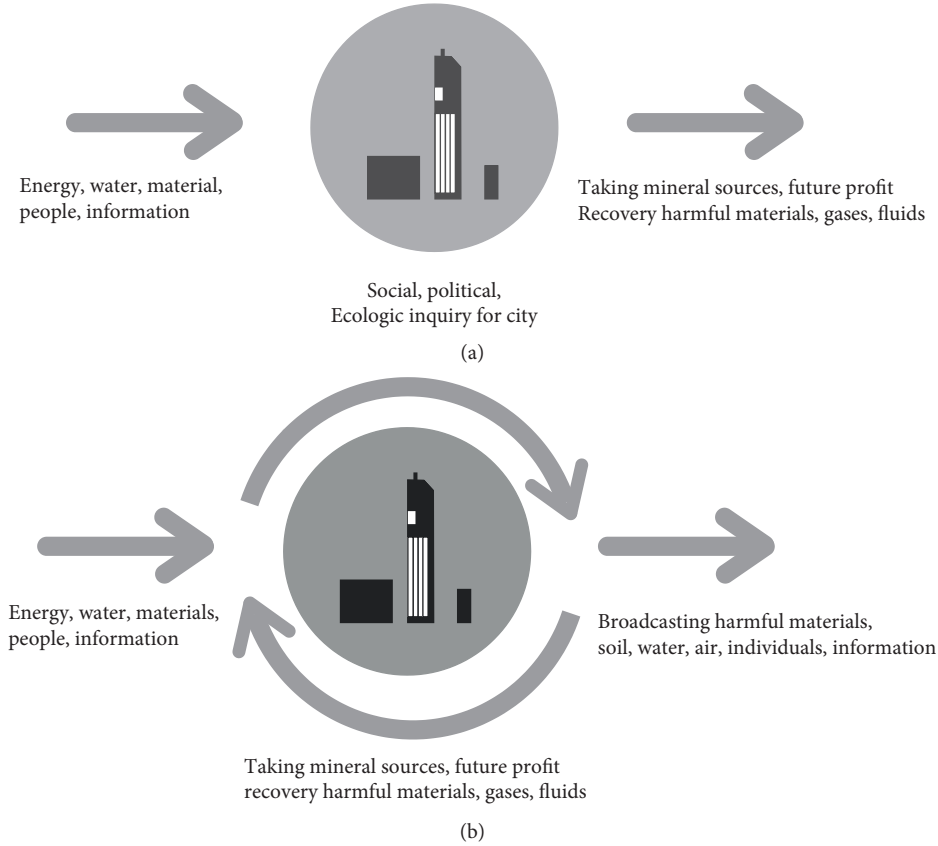 Energy, water, material,
people, information
Taking mineral sources, future profit
Recovery harmful materials, gases, fluids
Social, political,
Ecologic inquiry for city
(a)
Energy, water, materials,
people, information
Broadcasting harmful materials,
soil, water, air, individuals, information
Taking mineral sources, future profit
recovery harmful materials, gases, fluids
(b)